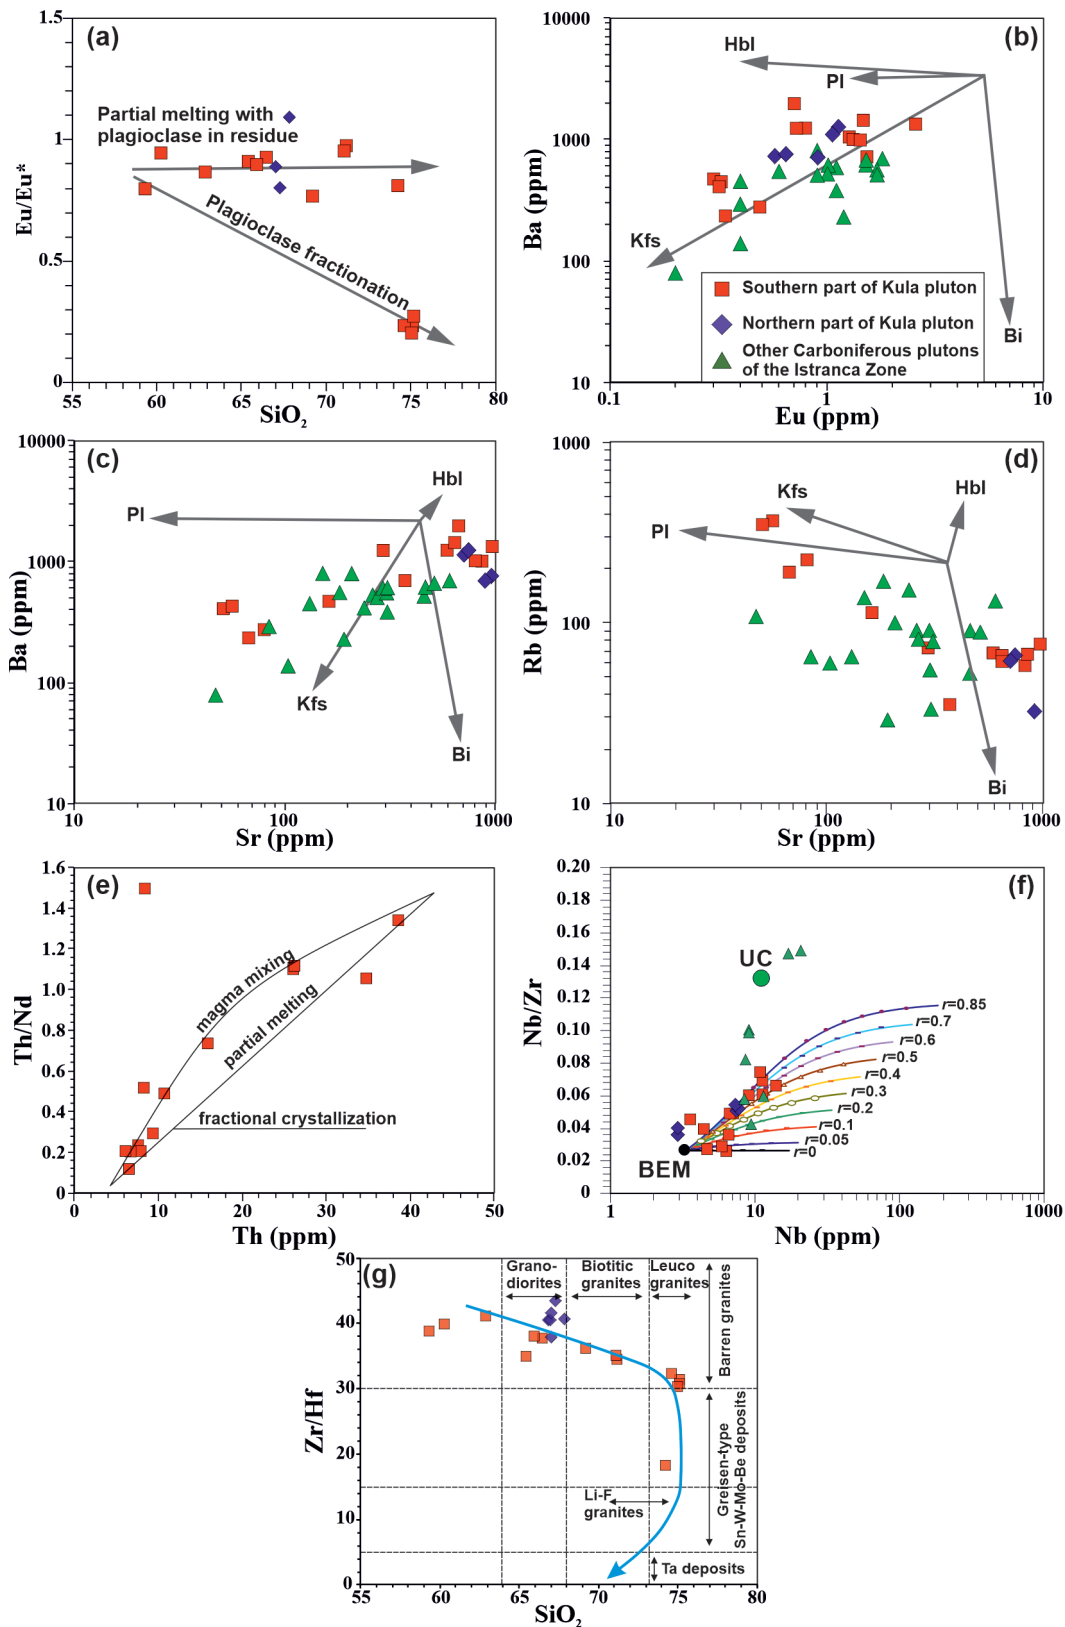 (a)
1.5
1
0.5
0
Eu/Eu*
Partial melting with
plagioclase in residue
Plagioclase fractionation
55 60 65 70 75 80
SiO2
(b)
10000
1000
100
10
Ba (ppm)
Hbl
Pl
Kfs
Bi
Southern part of Kula pluton
Northern part of Kula pluton
Other Carboniferous plutons
of the Istranca Zone
0.1 1 10
Eu (ppm)
(c)
10000
1000
100
10
Ba (ppm)
Hbl
Pl
Kfs
Bi
10 100 1000
Sr (ppm)
(d)
1000
100
10
Rb (ppm)
Kfs
Hbl
Pl
Bi
10 100 1000
Sr (ppm)
(e)
1.6
1.4
1.2
1.0
0.8
0.6
0.4
0.2
0
Th/Nd
magma mixing
partial melting
fractional crystallization
0 10 20 30 40 50
Th (ppm)
(f)
0.20
0.18
0.16
0.14
0.12
0.10
0.08
0.06
0.04
0.02
0
Nb/Zr
UC
BEM
r=0.85
r=0.7
r=0.6
r=0.5
r=0.4
r=0.3
r=0.2
r=0.1
r=0.05
r=0
1 10 100 1000
Nb (ppm)
(g)
50
40
30
20
10
0
Zr/Hf
Grano-
diorites
Biotitic
granites
Leuco
granites
Barren granites
Greisen-type
Sn-W-Mo-Be deposits
Li-F
granites
Ta deposits
55 60 65 70 75 80
SiO2